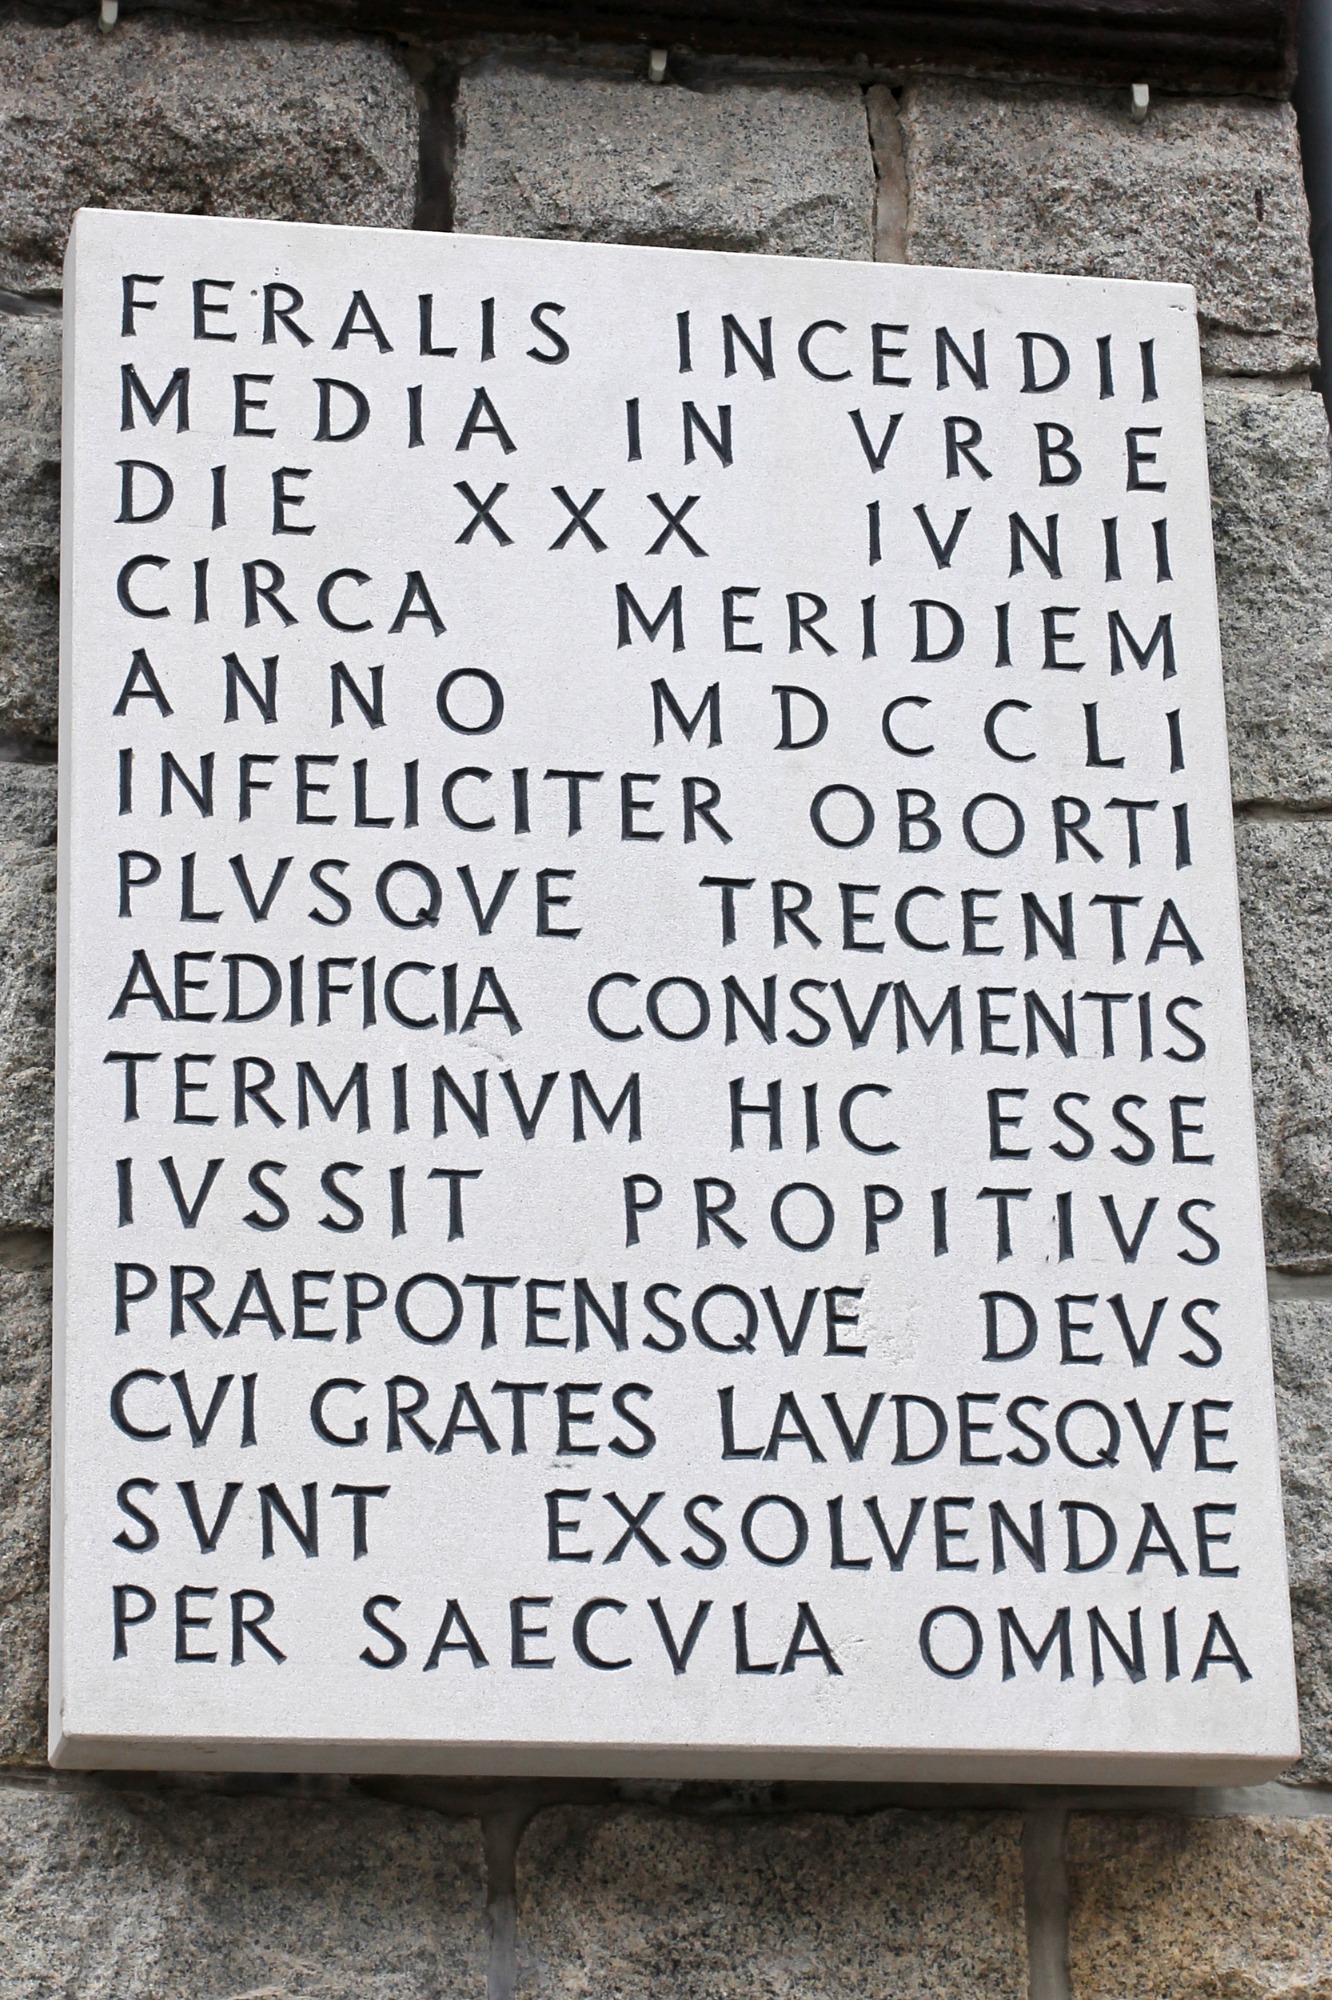 FERALIS INCENDII
MEDIA IN VRBE
DIE XXX IVNII
CIRCA MERIDIEM
ANNO MDCCLI
INFELICITER OBORTI
PLVSQVE TRECENTA
AEDIFICIA CONSVMENTIS
TERMINVM HIC ESSE
IVSSIT PROPITIVS
PRAEPOTENSQVE DEVS
CVI GRATES LAVDESQVE
SVNT EXSOLVENDAE
PER SAECVLA OMNIA